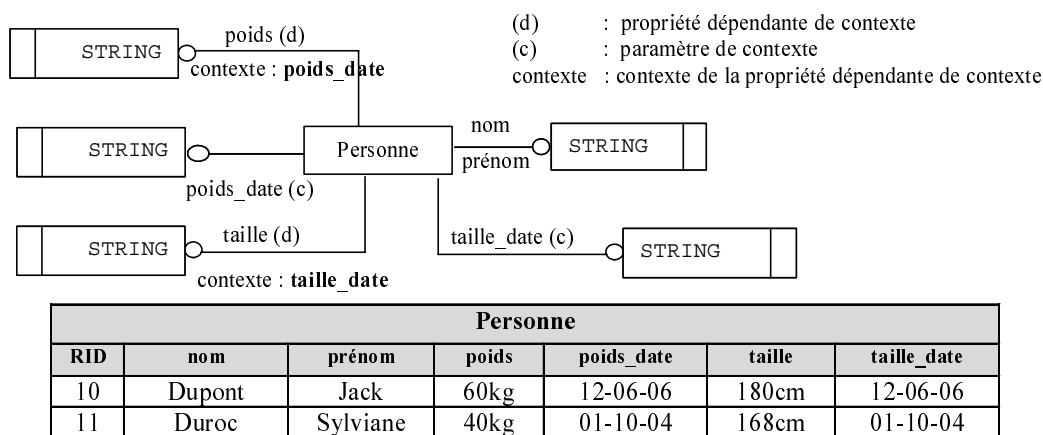 poids (d)
STRING
contexte : poids_date
(d) : propriété dépendante de contexte
(c) : paramètre de contexte
contexte : contexte de la propriété dépendante de contexte
STRING
poids_date (c)
Personne
nom
prénom
STRING
STRING
taille (d)
contexte : taille_date
taille_date (c)
STRING
Personne
RID nom prénom poids poids_date taille taille_date
10 Dupont Jack 60kg 12-06-06 180cm 12-06-06
11 Duroc Sylviane 40kg 01-10-04 168cm 01-10-04